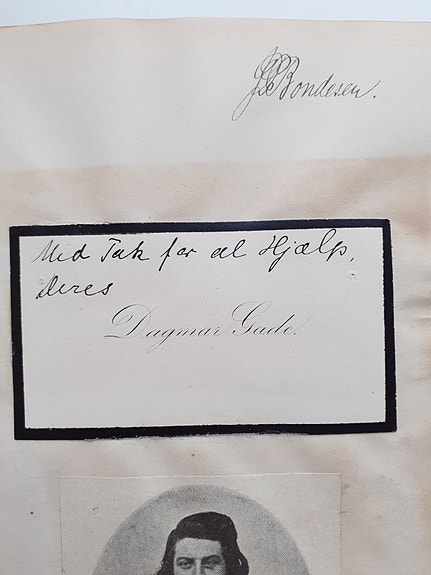 Bondesen.
Med Tak for al Hjælp.
Deres
Dagmar Gade.